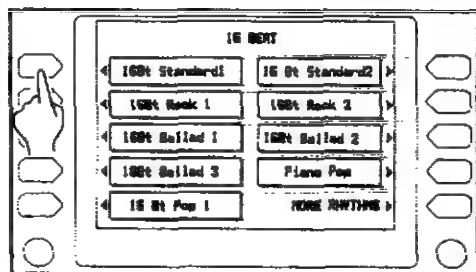 16 BEAT
16Bt Standard1 16 Bt Standard2
16Bt Rock 1 16Bt Rock 2
16Bt Ballad 1 16Bt Ballad 2
16Bt Ballad 3 Piano Pop
16 Bt Pop 1 MORE RHYTHMS